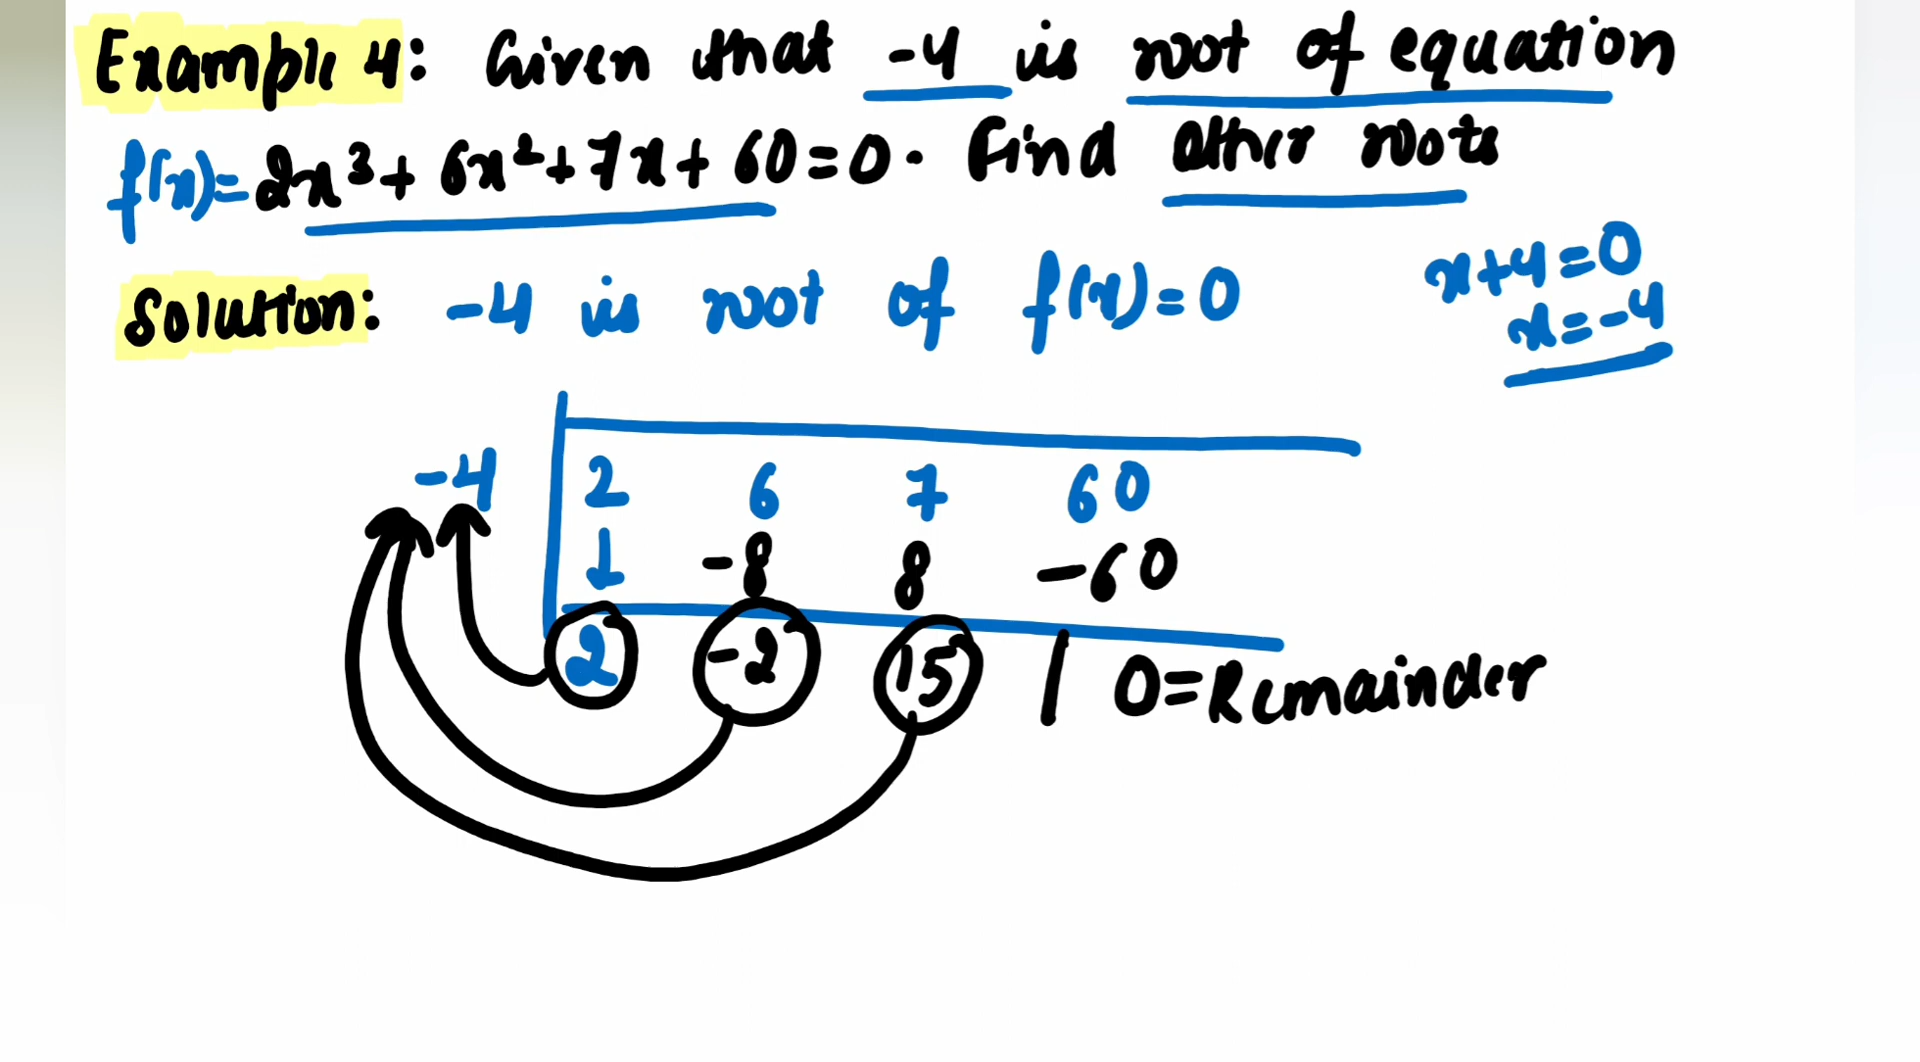 Example 4: Given that -4 is root of equation
f(x)=2x³+ 6x²+7x+ 60=0. Find other roots
x+4=0
x=-4
Solution: -4 is root of f(x)=0
-4 2 6 7 60
↓ -8 8 -60
2 -2 15 | 0=Remainder